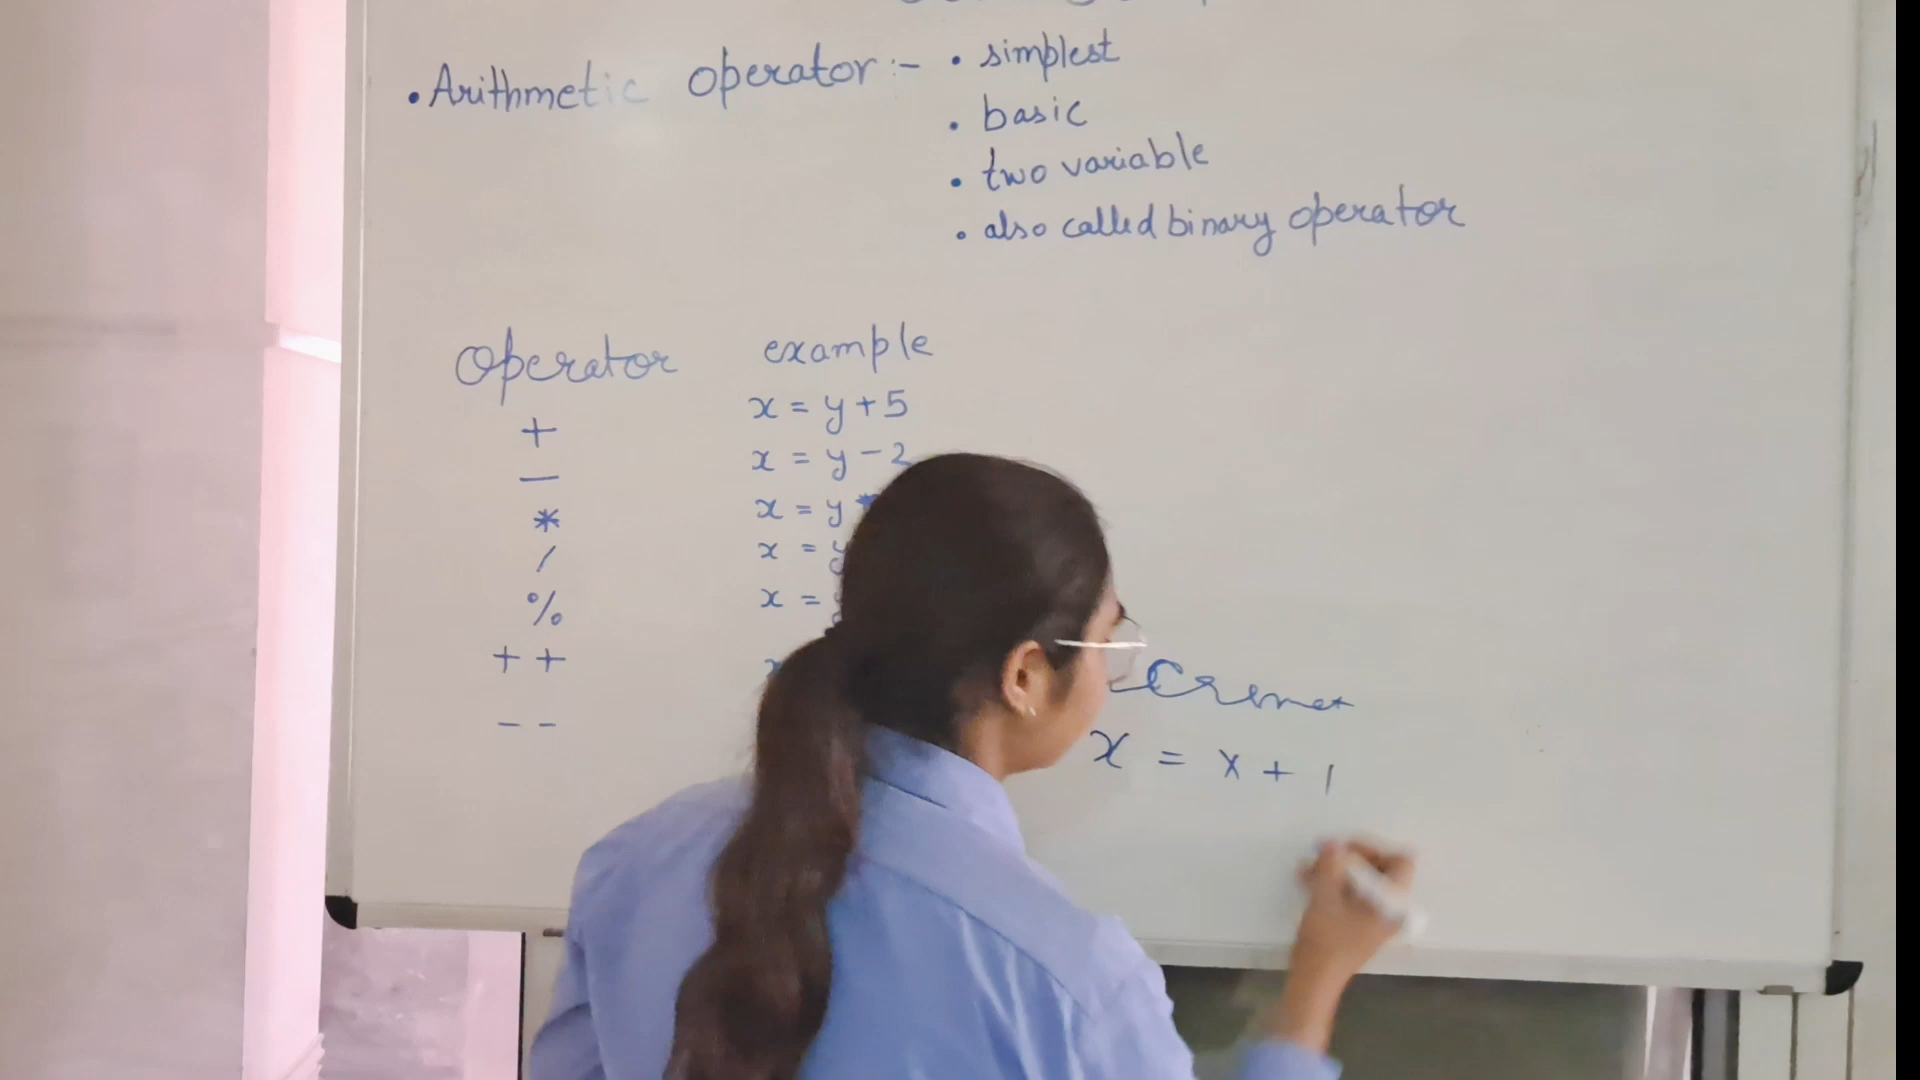 • Arithmetic operator :- • simplest
• basic
• two variable
• also called binary operator
operator example
+ x = y + 5
- x = y - 2
* x = y *
/ x = y
% x =
++ x
--
x = x + 1